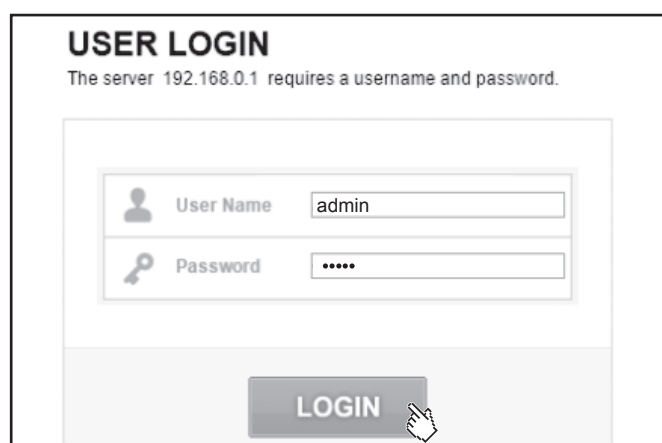 USER LOGIN
The server 192.168.0.1 requires a username and password.
User Name admin
Password •••••
LOGIN